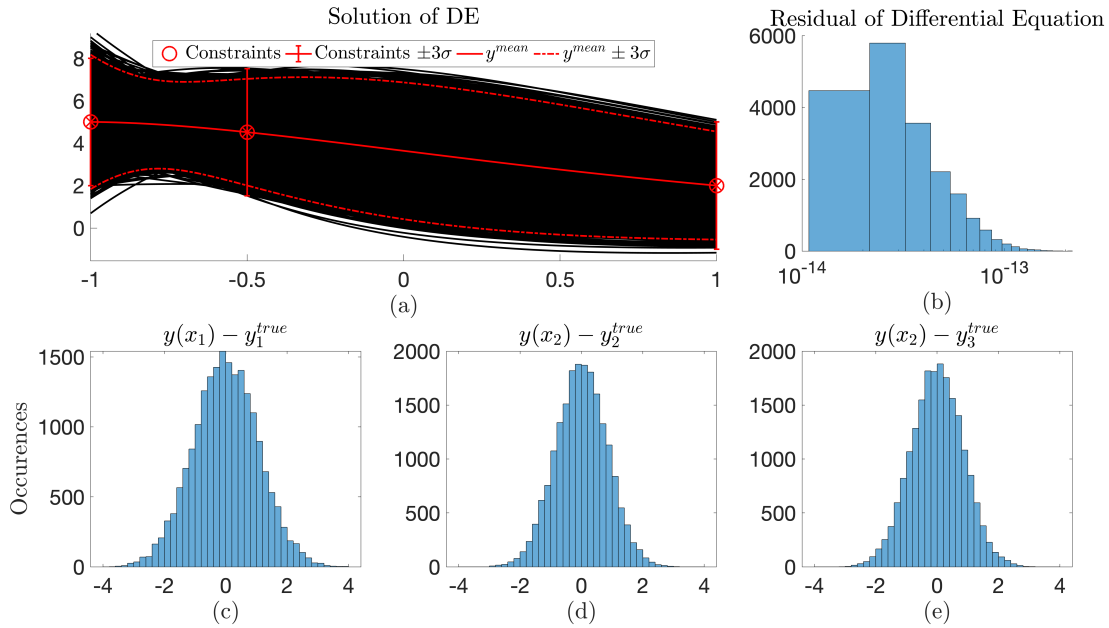 Solution of DE
Constraints Constraints ±3σ y^{mean} y^{mean} ± 3σ
8
6
4
2
0
-1 -0.5 0 0.5 1
(a)
Residual of Differential Equation
6000
4000
2000
0
10^{-14} 10^{-13}
(b)
y(x_1) − y_1^{true}
Occurences
1500
1000
500
0
-4 -2 0 2 4
(c)
y(x_2) − y_2^{true}
2000
1500
1000
500
0
-4 -2 0 2 4
(d)
y(x_2) − y_3^{true}
2000
1500
1000
500
0
-4 -2 0 2 4
(e)